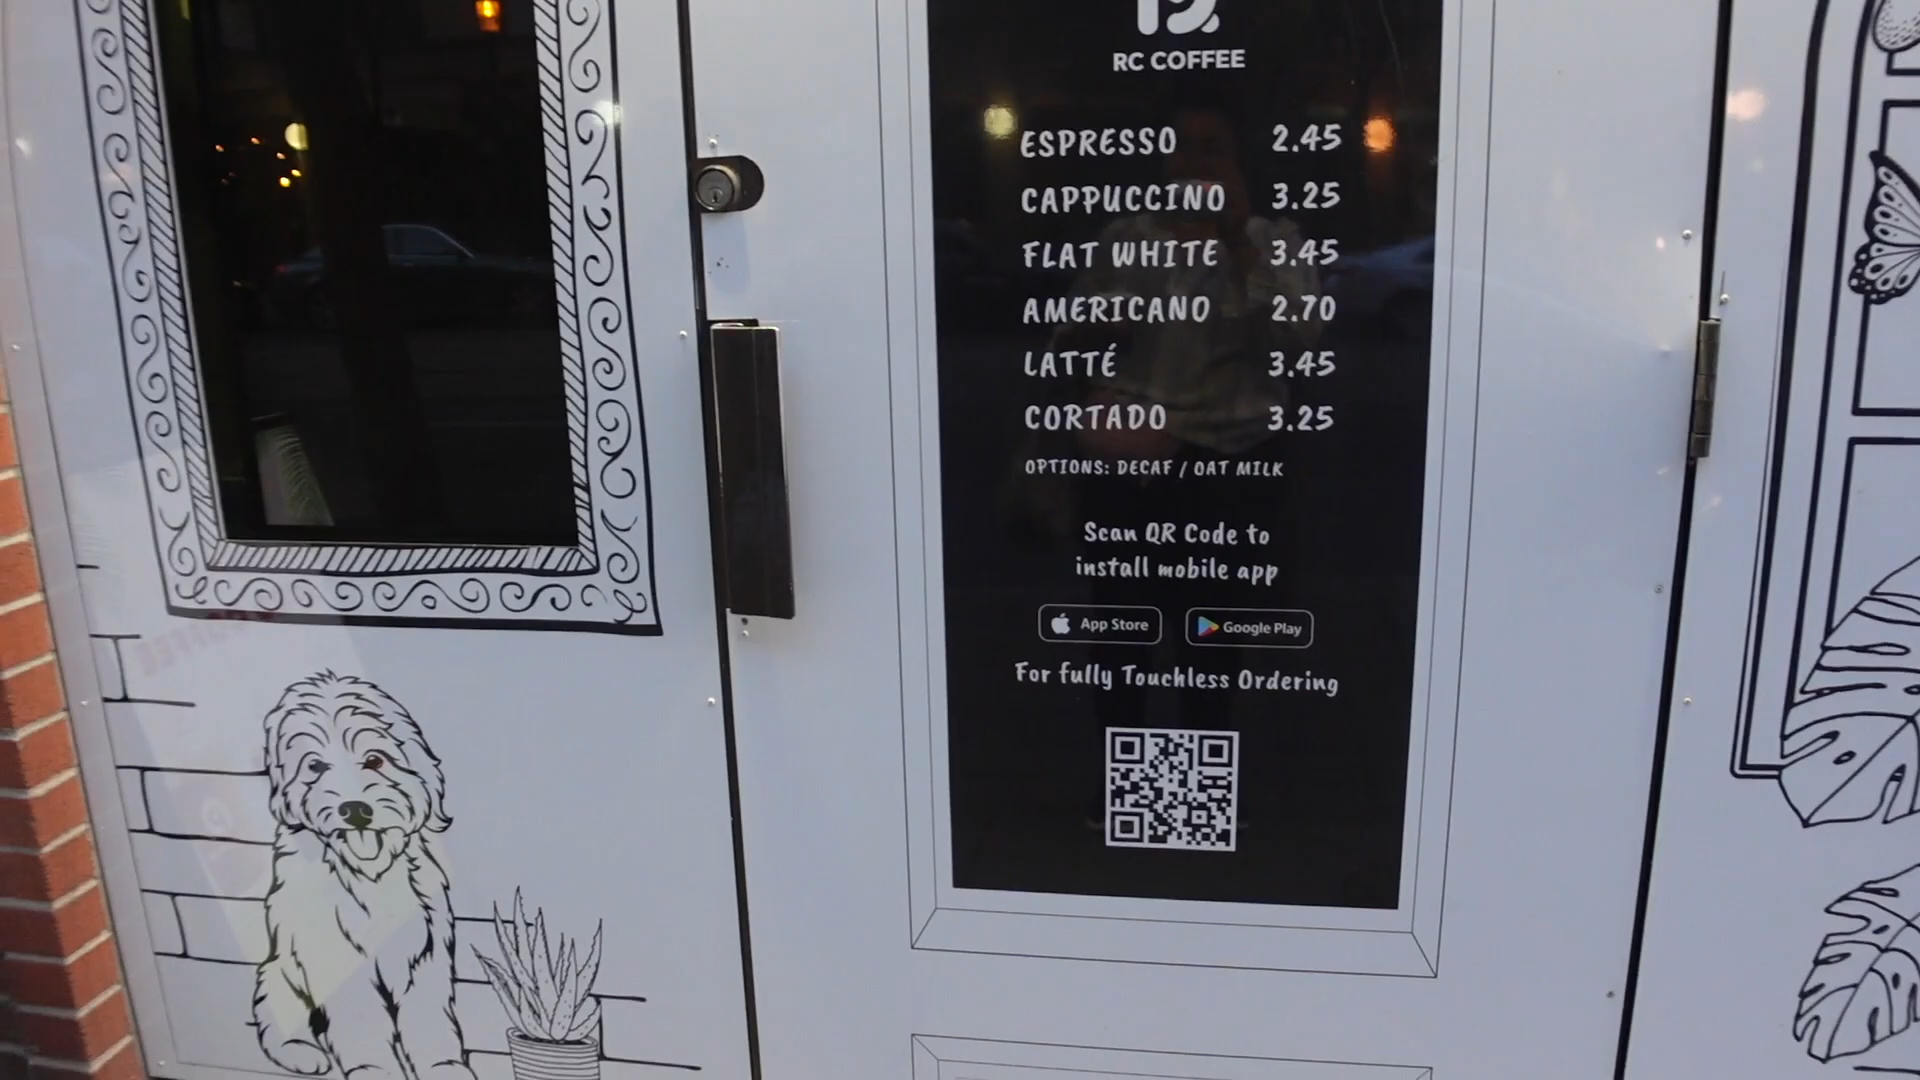 RC COFFEE
ESPRESSO 2.45
CAPPUCCINO 3.25
FLAT WHITE 3.45
AMERICANO 2.70
LATTÉ 3.45
CORTADO 3.25
OPTIONS: DECAF / OAT MILK
Scan QR Code to
install mobile app
App Store Google Play
For fully Touchless Ordering